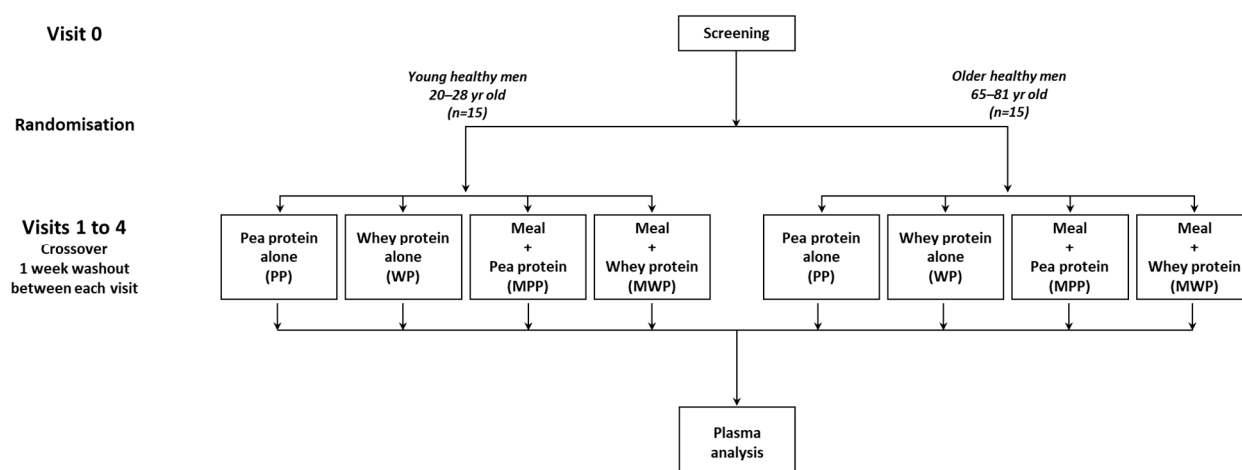 Visit 0
Screening
Young healthy men
20–28 yr old
(n=15)
Older healthy men
65–81 yr old
(n=15)
Randomisation
Visits 1 to 4
Crossover
1 week washout
between each visit
Pea protein
alone
(PP)
Whey protein
alone
(WP)
Meal
+
Pea protein
(MPP)
Meal
+
Whey protein
(MWP)
Pea protein
alone
(PP)
Whey protein
alone
(WP)
Meal
+
Pea protein
(MPP)
Meal
+
Whey protein
(MWP)
Plasma
analysis